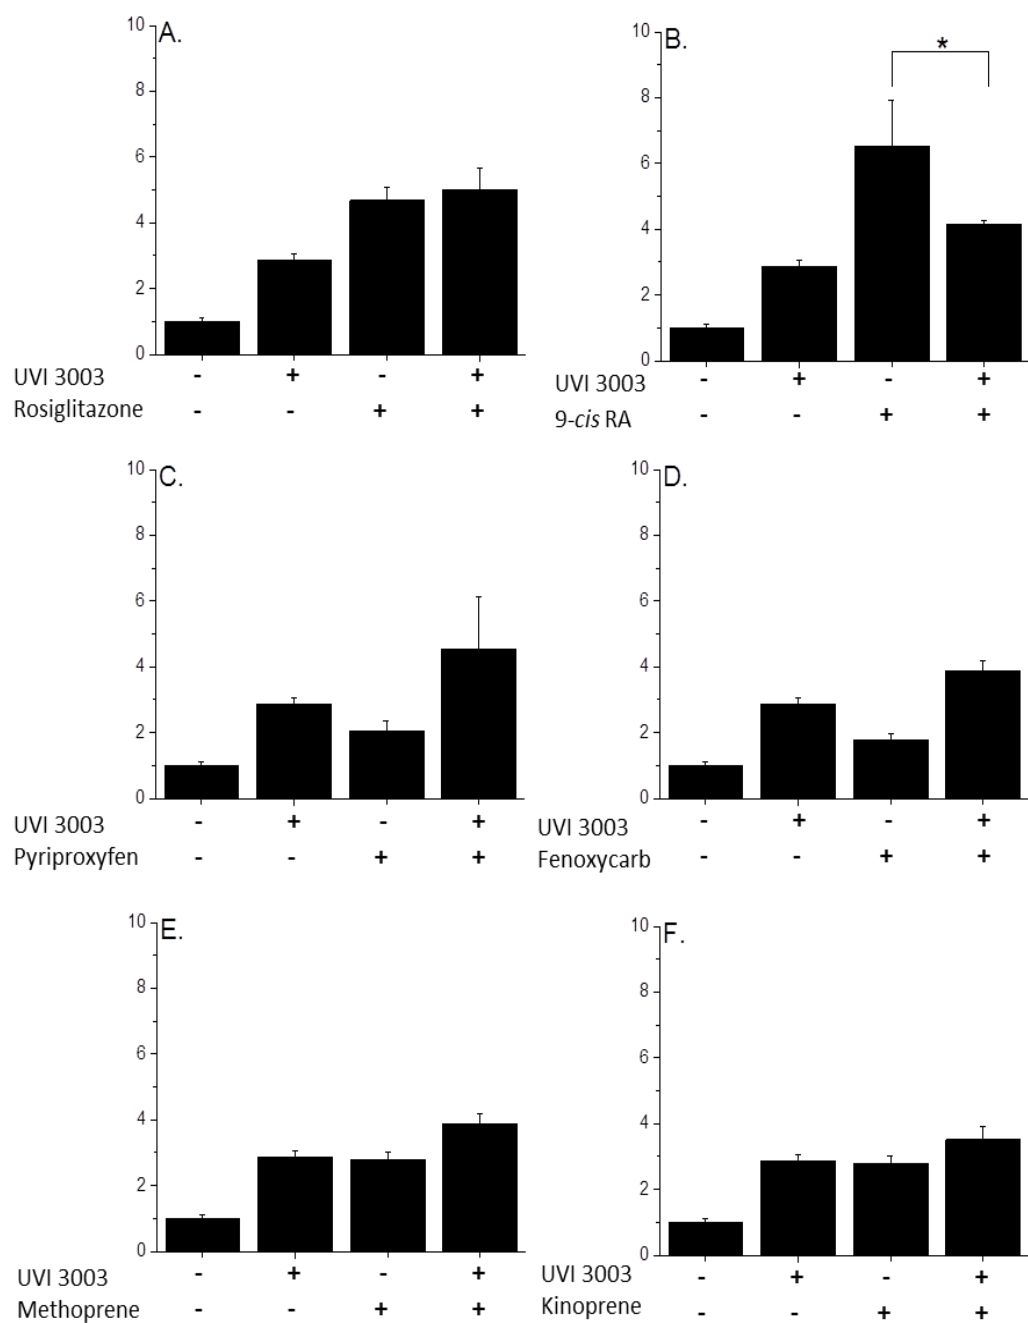 A.
10
8
6
4
2
0
UVI 3003 - + - +
Rosiglitazone - - + +
B.
*
10
8
6
4
2
0
UVI 3003 - + - +
9-cis RA - - + +
C.
10
8
6
4
2
0
UVI 3003 - + - +
Pyriproxyfen - - + +
D.
10
8
6
4
2
0
UVI 3003 - + - +
Fenoxycarb - - + +
E.
10
8
6
4
2
0
UVI 3003 - + - +
Methoprene - - + +
F.
10
8
6
4
2
0
UVI 3003 - + - +
Kinoprene - - + +